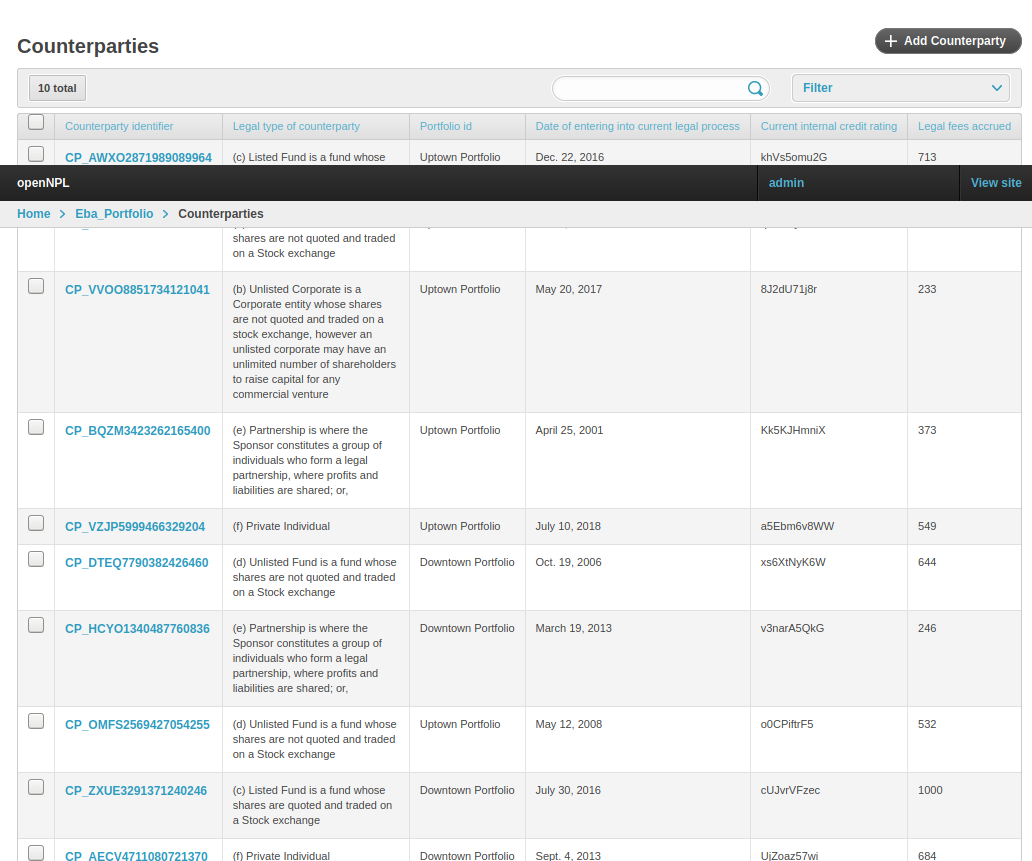 Counterparties
Add Counterparty
10 total
Filter
Counterparty identifier Legal type of counterparty Portfolio id Date of entering into current legal process Current internal credit rating Legal fees accrued
CP_AWXO2871989089964 (c) Listed Fund is a fund whose Uptown Portfolio Dec. 22, 2016 khVs5omu2G 713
openNPL admin View site
Home Eba_Portfolio Counterparties
shares are not quoted and traded
on a Stock exchange
CP_VVOO8851734121041 (b) Unlisted Corporate is a Uptown Portfolio May 20, 2017 8J2dU71j8r 233
Corporate entity whose shares
are not quoted and traded on a
stock exchange, however an
unlisted corporate may have an
unlimited number of shareholders
to raise capital for any
commercial venture
CP_BQZM3423262165400 (e) Partnership is where the Uptown Portfolio April 25, 2001 Kk5KJHmniX 373
Sponsor constitutes a group of
individuals who form a legal
partnership, where profits and
liabilities are shared; or,
CP_VZJP5999466329204 (f) Private Individual Uptown Portfolio July 10, 2018 a5Ebm6v8WW 549
CP_DTEQ7790382426460 (d) Unlisted Fund is a fund whose Downtown Portfolio Oct. 19, 2006 xs6XtNyK6W 644
shares are not quoted and traded
on a Stock exchange
CP_HCYO1340487760836 (e) Partnership is where the Downtown Portfolio March 19, 2013 v3narA5QkG 246
Sponsor constitutes a group of
individuals who form a legal
partnership, where profits and
liabilities are shared; or,
CP_OMFS2569427054255 (d) Unlisted Fund is a fund whose Uptown Portfolio May 12, 2008 o0CPiftrF5 532
shares are not quoted and traded
on a Stock exchange
CP_ZXUE3291371240246 (c) Listed Fund is a fund whose Downtown Portfolio July 30, 2016 cUJvrVFzec 1000
shares are quoted and traded on
a Stock exchange
CP_AECV4711080721370 (f) Private Individual Downtown Portfolio Sept. 4, 2013 UjZoaz57wi 684